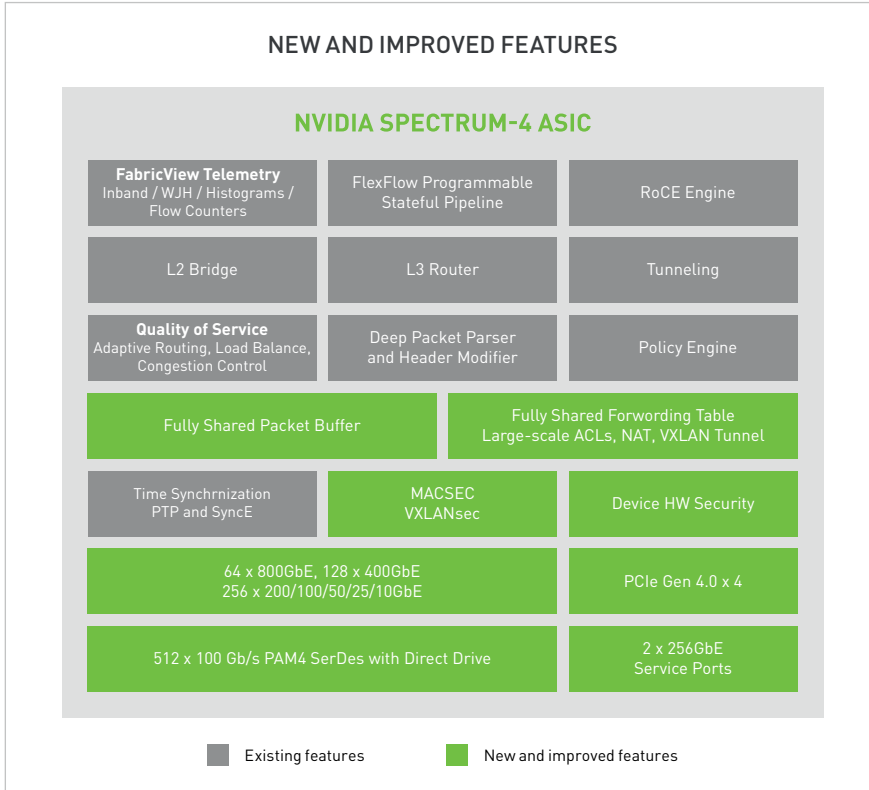 NEW AND IMPROVED FEATURES
NVIDIA SPECTRUM-4 ASIC
FabricView Telemetry
Inband / WJH / Histograms /
Flow Counters
FlexFlow Programmable
Stateful Pipeline
RoCE Engine
L2 Bridge
L3 Router
Tunneling
Quality of Service
Adaptive Routing, Load Balance,
Congestion Control
Deep Packet Parser
and Header Modifier
Policy Engine
Fully Shared Packet Buffer
Fully Shared Forwording Table
Large-scale ACLs, NAT, VXLAN Tunnel
Time Synchrnization
PTP and SyncE
MACSEC
VXLANsec
Device HW Security
64 x 800GbE, 128 x 400GbE
256 x 200/100/50/25/10GbE
PCIe Gen 4.0 x 4
512 x 100 Gb/s PAM4 SerDes with Direct Drive
2 x 256GbE
Service Ports
Existing features
New and improved features